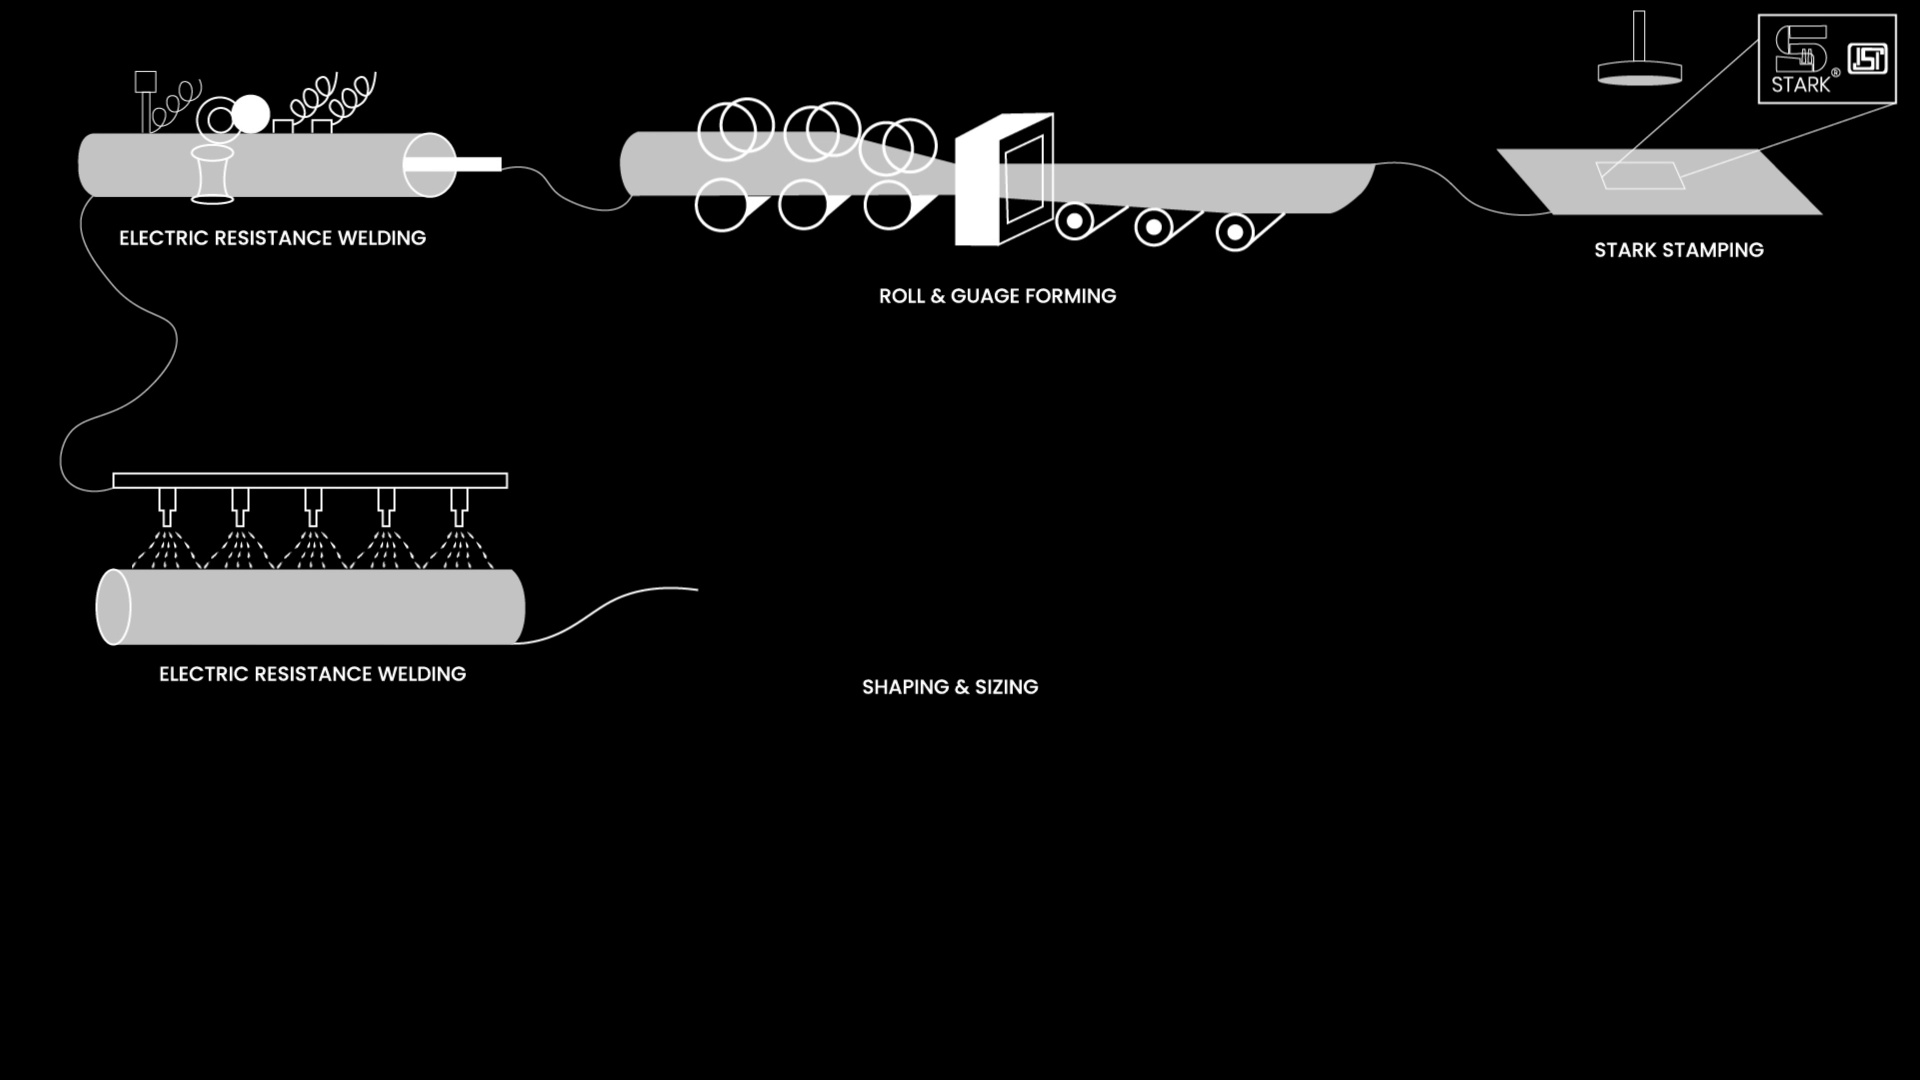 STARK®
ISI
ELECTRIC RESISTANCE WELDING
STARK STAMPING
ROLL & GUAGE FORMING
ELECTRIC RESISTANCE WELDING
SHAPING & SIZING